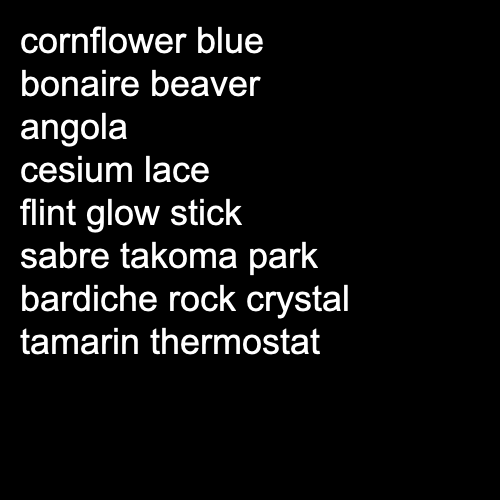 cornflower blue
bonaire beaver
angola
cesium lace
flint glow stick
sabre takoma park
bardiche rock crystal
tamarin thermostat